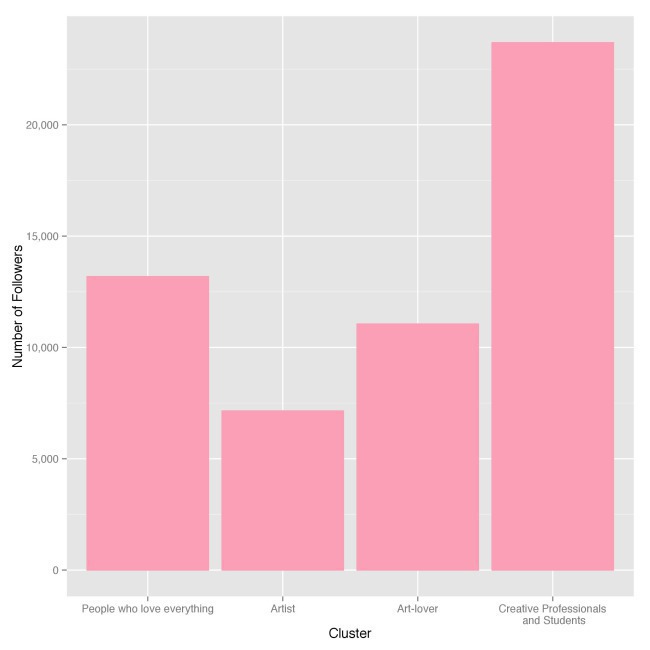 Number of Followers
20,000
15,000
10,000
5,000
0
People who love everything
Artist
Art-lover
Creative Professionals
and Students
Cluster